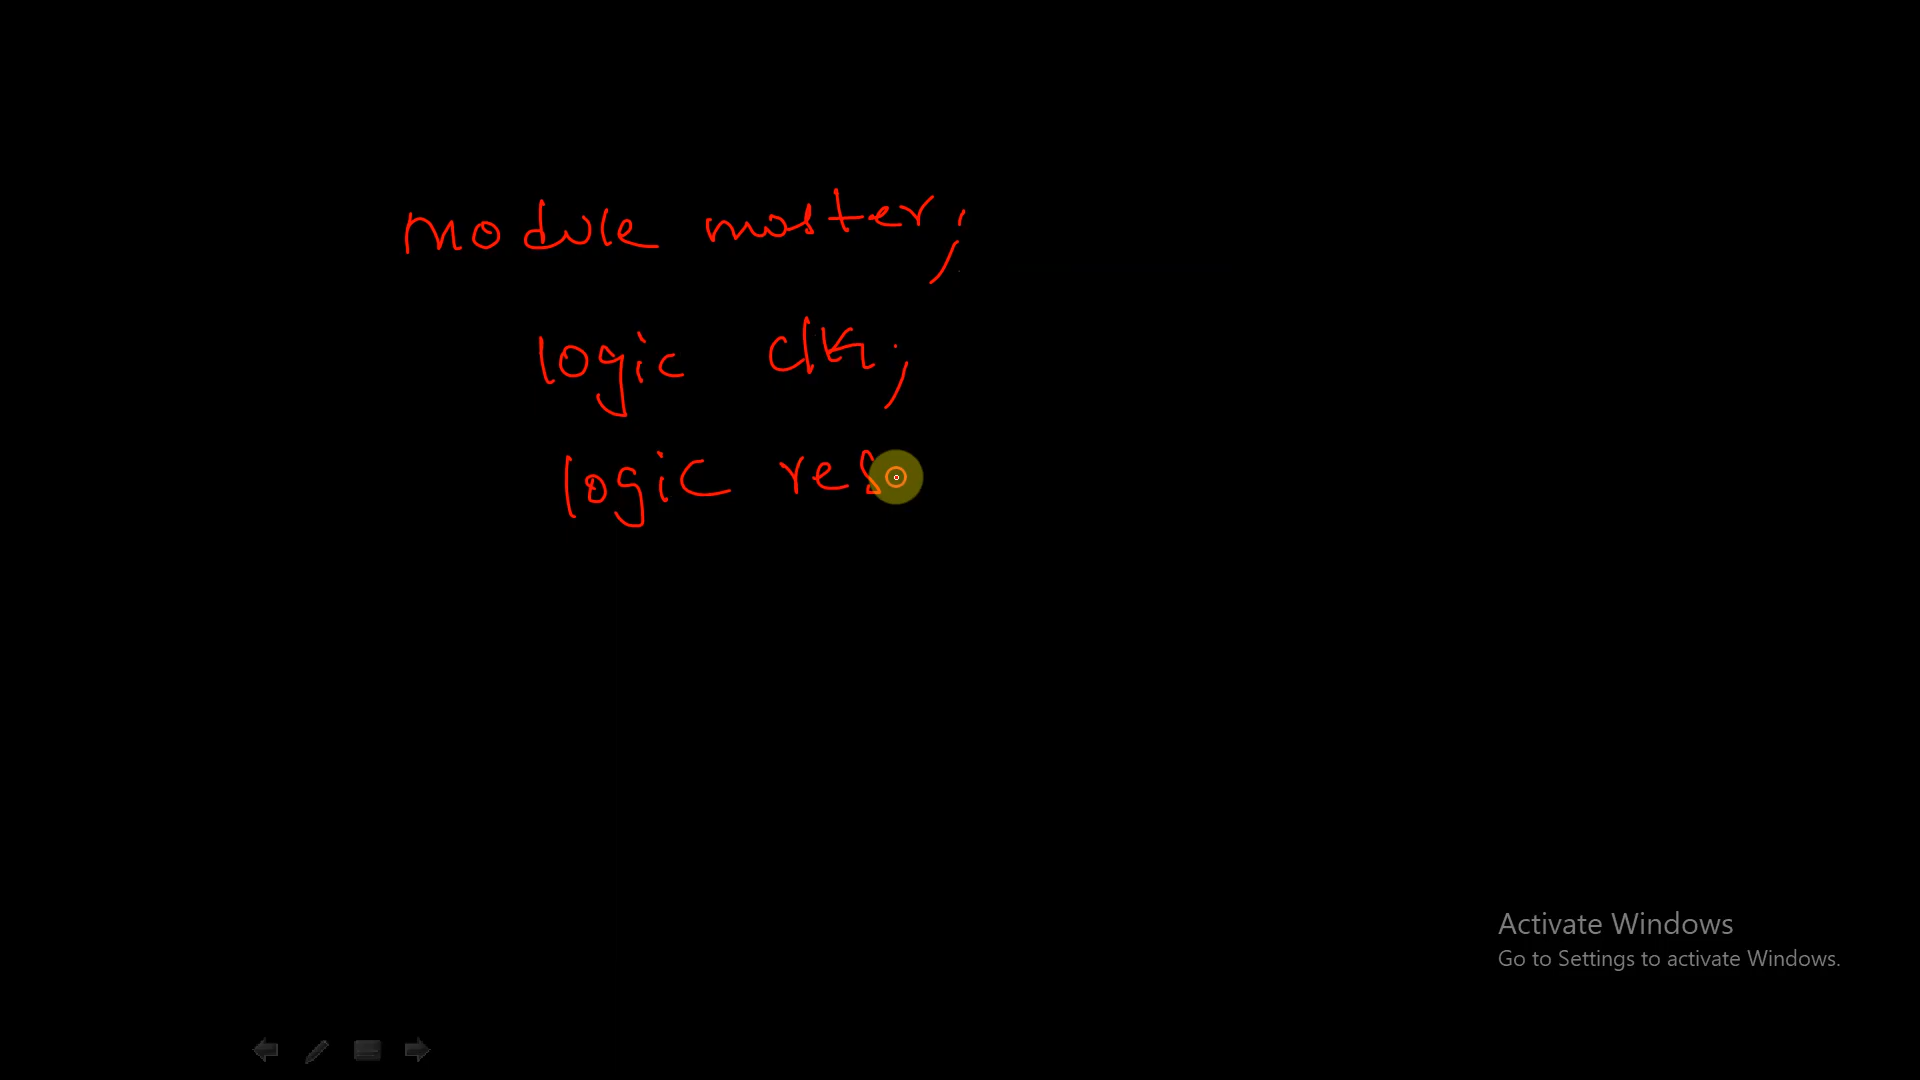 module master;
logic clk;
logic res
Activate Windows
Go to Settings to activate Windows.